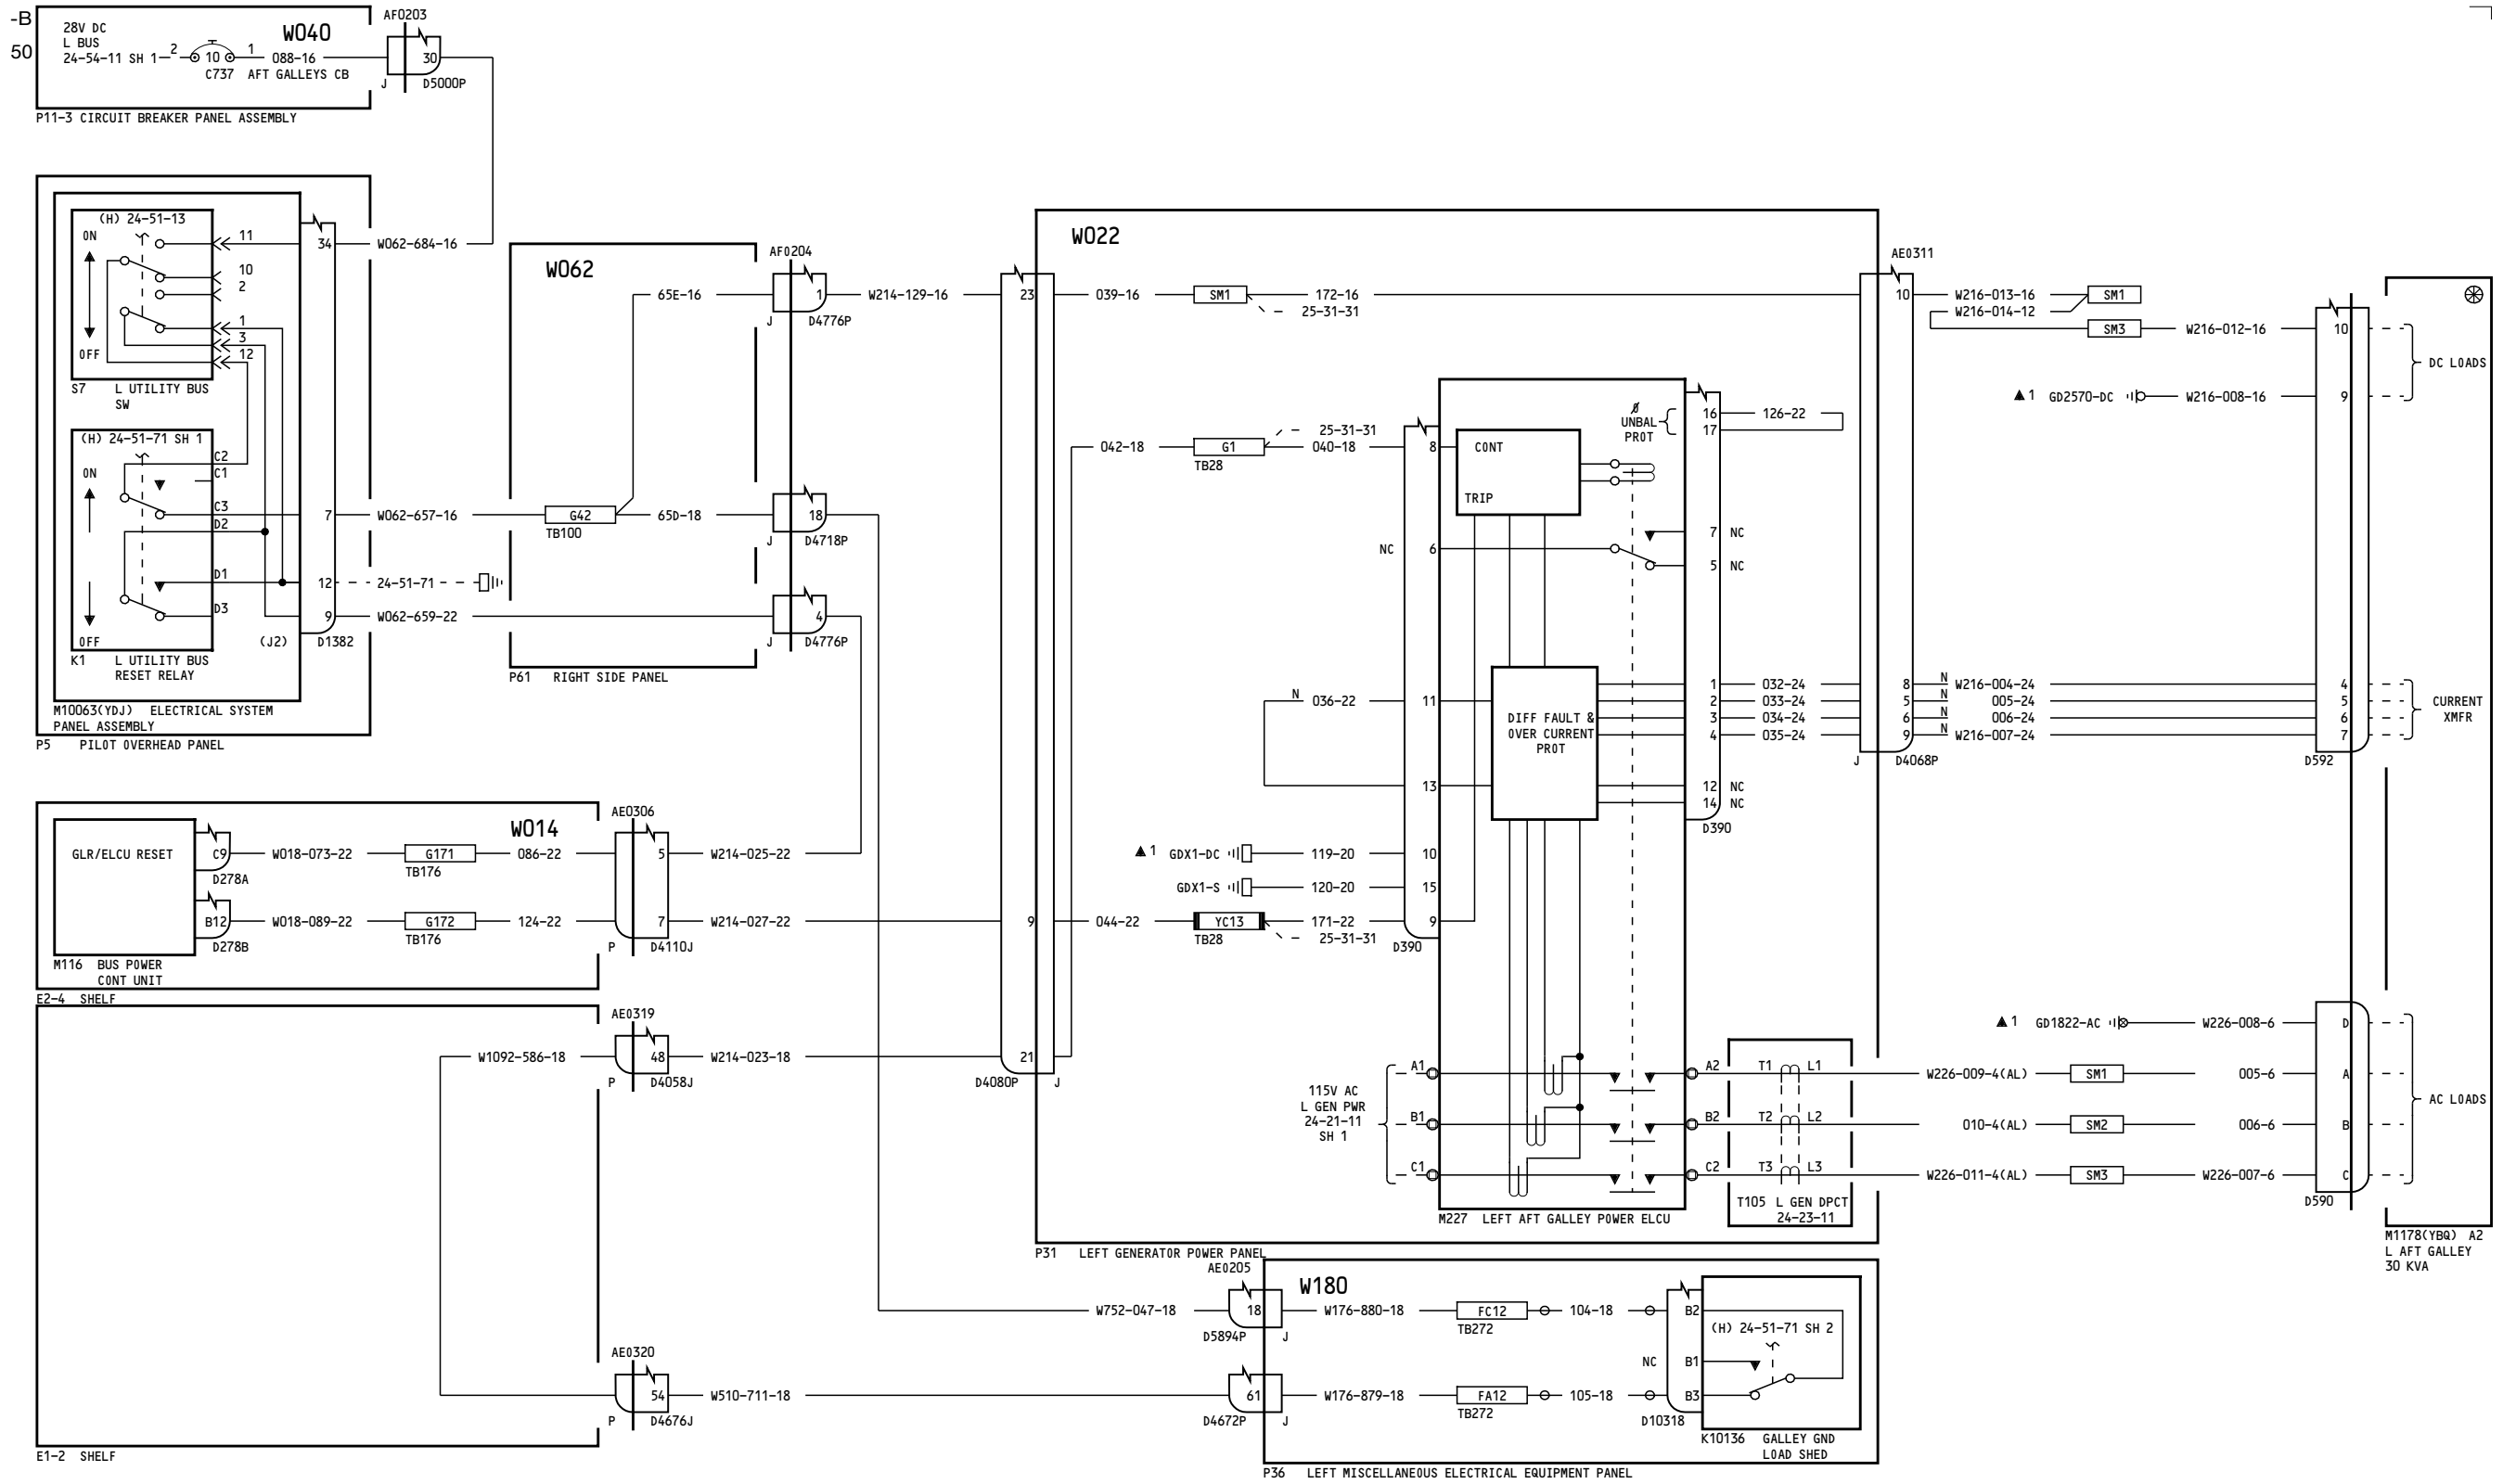 -B
50
28V DC
L BUS
24-54-11 SH 1
2
10
1
088-16
C737 AFT GALLEYS CB
W040
AF0203
30
J
D5000P
P11-3 CIRCUIT BREAKER PANEL ASSEMBLY
(H) 24-51-13
ON
OFF
11
10
2
1
3
12
S7 L UTILITY BUS
SW
(H) 24-51-71 SH 1
ON
OFF
C2
C1
C3
D2
D1
D3
K1 L UTILITY BUS
RESET RELAY
34
7
12
9
(J2)
D1382
M10063(YDJ) ELECTRICAL SYSTEM
PANEL ASSEMBLY
P5 PILOT OVERHEAD PANEL
W062-684-16
W062-657-16
24-51-71
W062-659-22
W062
G42
TB100
65E-16
65D-18
P61 RIGHT SIDE PANEL
AF0204
1
J
D4776P
18
J
D4718P
4
J
D4776P
W214-129-16
GLR/ELCU RESET
C9
D278A
B12
D278B
M116 BUS POWER
CONT UNIT
W018-073-22
G171
TB176
086-22
W018-089-22
G172
TB176
124-22
W014
AE0306
5
7
P
D4110J
E2-4 SHELF
W214-025-22
W214-027-22
AE0319
W1092-586-18
48
P
D4058J
W214-023-18
AE0320
54
P
D4676J
E1-2 SHELF
W510-711-18
W022
23
9
21
D4080P
J
039-16
SM1
172-16
25-31-31
042-18
G1
TB28
25-31-31
040-18
8
CONT
TRIP
Ø
UNBAL
PROT
16
17
126-22
NC
6
7 NC
5 NC
N
036-22
11
13
DIFF FAULT &
OVER CURRENT
PROT
1
2
3
4
032-24
033-24
034-24
035-24
12 NC
14 NC
D390
1 GDX1-DC
119-20
10
GDX1-S
120-20
15
044-22
YC13
TB28
171-22
25-31-31
9
D390
115V AC
L GEN PWR
24-21-11
SH 1
A1
B1
C1
A2
B2
C2
T1 L1
T2 L2
T3 L3
T105 L GEN DPCT
24-23-11
M227 LEFT AFT GALLEY POWER ELCU
P31 LEFT GENERATOR POWER PANEL
AE0311
10
8
5
6
9
J
D4068P
W216-013-16
SM1
W216-014-12
SM3
W216-012-16
10
DC LOADS
1 GD2570-DC
W216-008-16
9
N W216-004-24
N 005-24
N 006-24
N W216-007-24
4
5
6
7
CURRENT
XMFR
D592
1 GD1822-AC
W226-008-6
D
W226-009-4(AL)
SM1
005-6
A
010-4(AL)
SM2
006-6
B
W226-011-4(AL)
SM3
W226-007-6
C
AC LOADS
D590
M1178(YBQ) A2
L AFT GALLEY
30 KVA
AE0205
W180
W752-047-18
18
D5894P
J
W176-880-18
FC12
TB272
104-18
B2
(H) 24-51-71 SH 2
NC
B1
61
D4672P
J
W176-879-18
FA12
TB272
105-18
B3
D10318
K10136 GALLEY GND
LOAD SHED
P36 LEFT MISCELLANEOUS ELECTRICAL EQUIPMENT PANEL